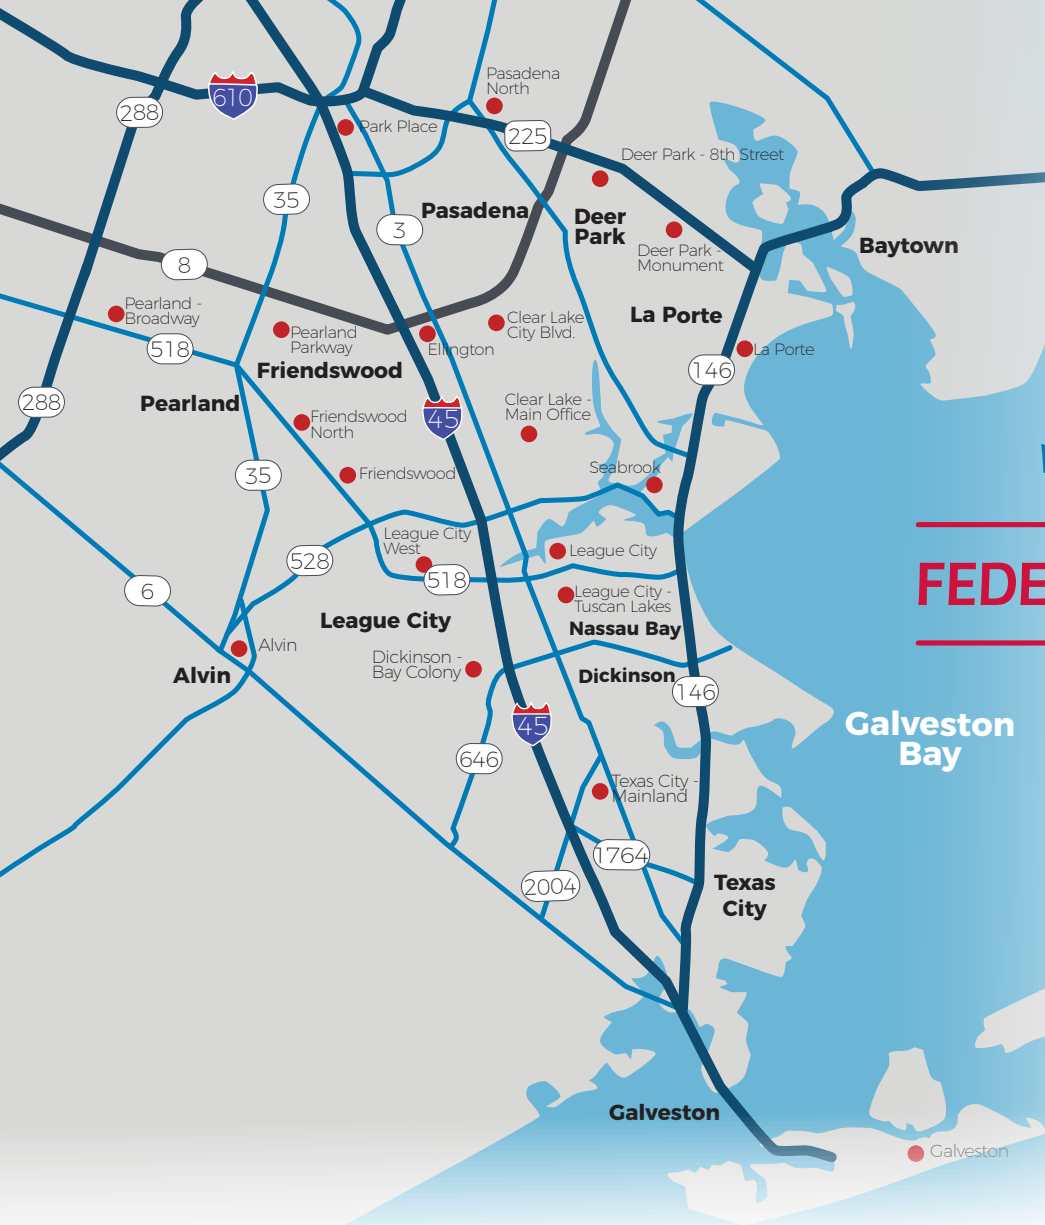 Pasadena
North
610
288
Park Place
225
Deer Park - 8th Street
35
Pasadena
3
Deer
Park
Deer Park -
Monument
Baytown
8
Pearland -
Broadway
Clear Lake
City Blvd.
La Porte
Pearland
Parkway
Ellington
518
La Porte
Friendswood
146
288
Pearland
Clear Lake -
Main Office
Friendswood
North
45
35
Friendswood
Seabrook
League City
West
528
League City
518
FEDE
6
League City -
Tuscan Lakes
League City
Nassau Bay
Alvin
Dickinson -
Bay Colony
Alvin
Dickinson
146
45
Galveston
Bay
646
Texas City -
Mainland
1764
2004
Texas
City
Galveston
Galveston